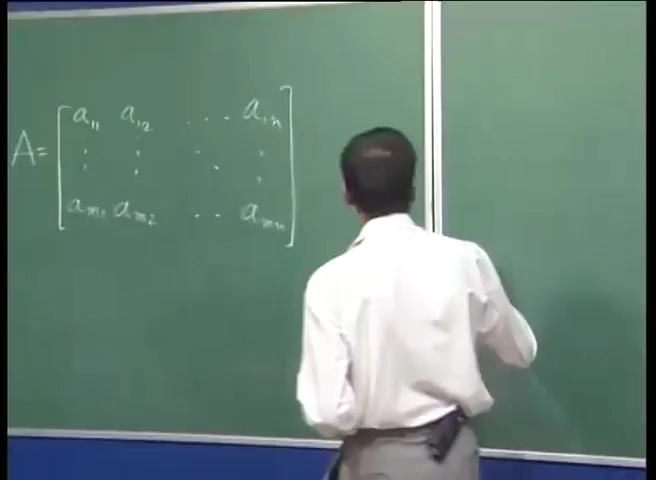 a₁₁ a₁₂ . . . a₁ₙ
A = [ : : ⋱ : ]
aₘ₁ aₘ₂ . . aₘₙ